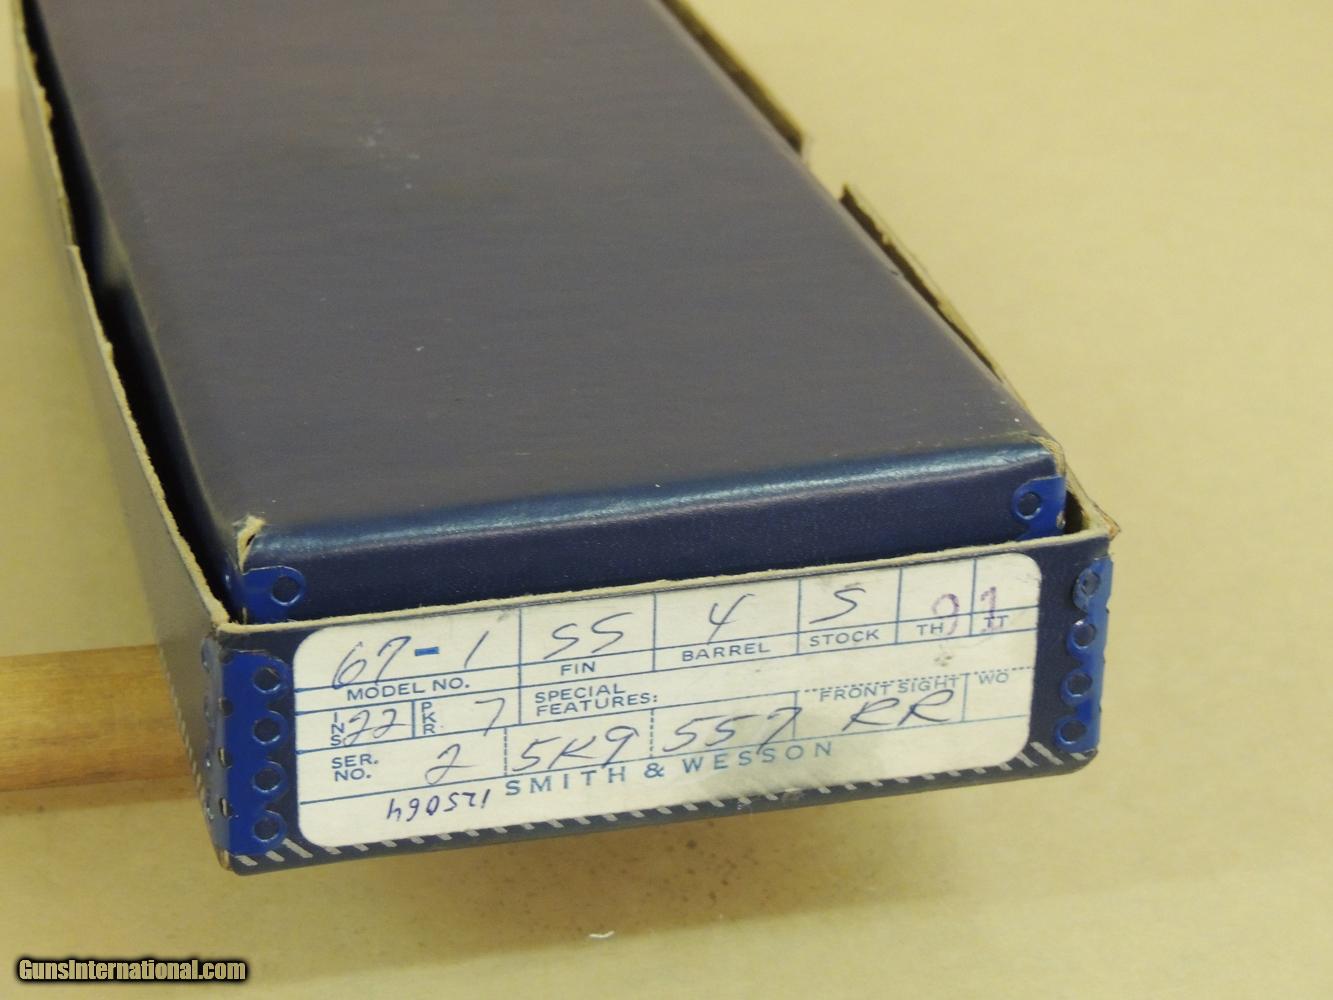 67-1 SS 4 S 91
MODEL NO. FIN BARREL STOCK TH TT
INS 22 PKR. 7 SPECIAL FEATURES: FRONT SIGHT WO
SER. NO. 2 5K9 557 RR
SMITH & WESSON
125064
GunsInternational.com